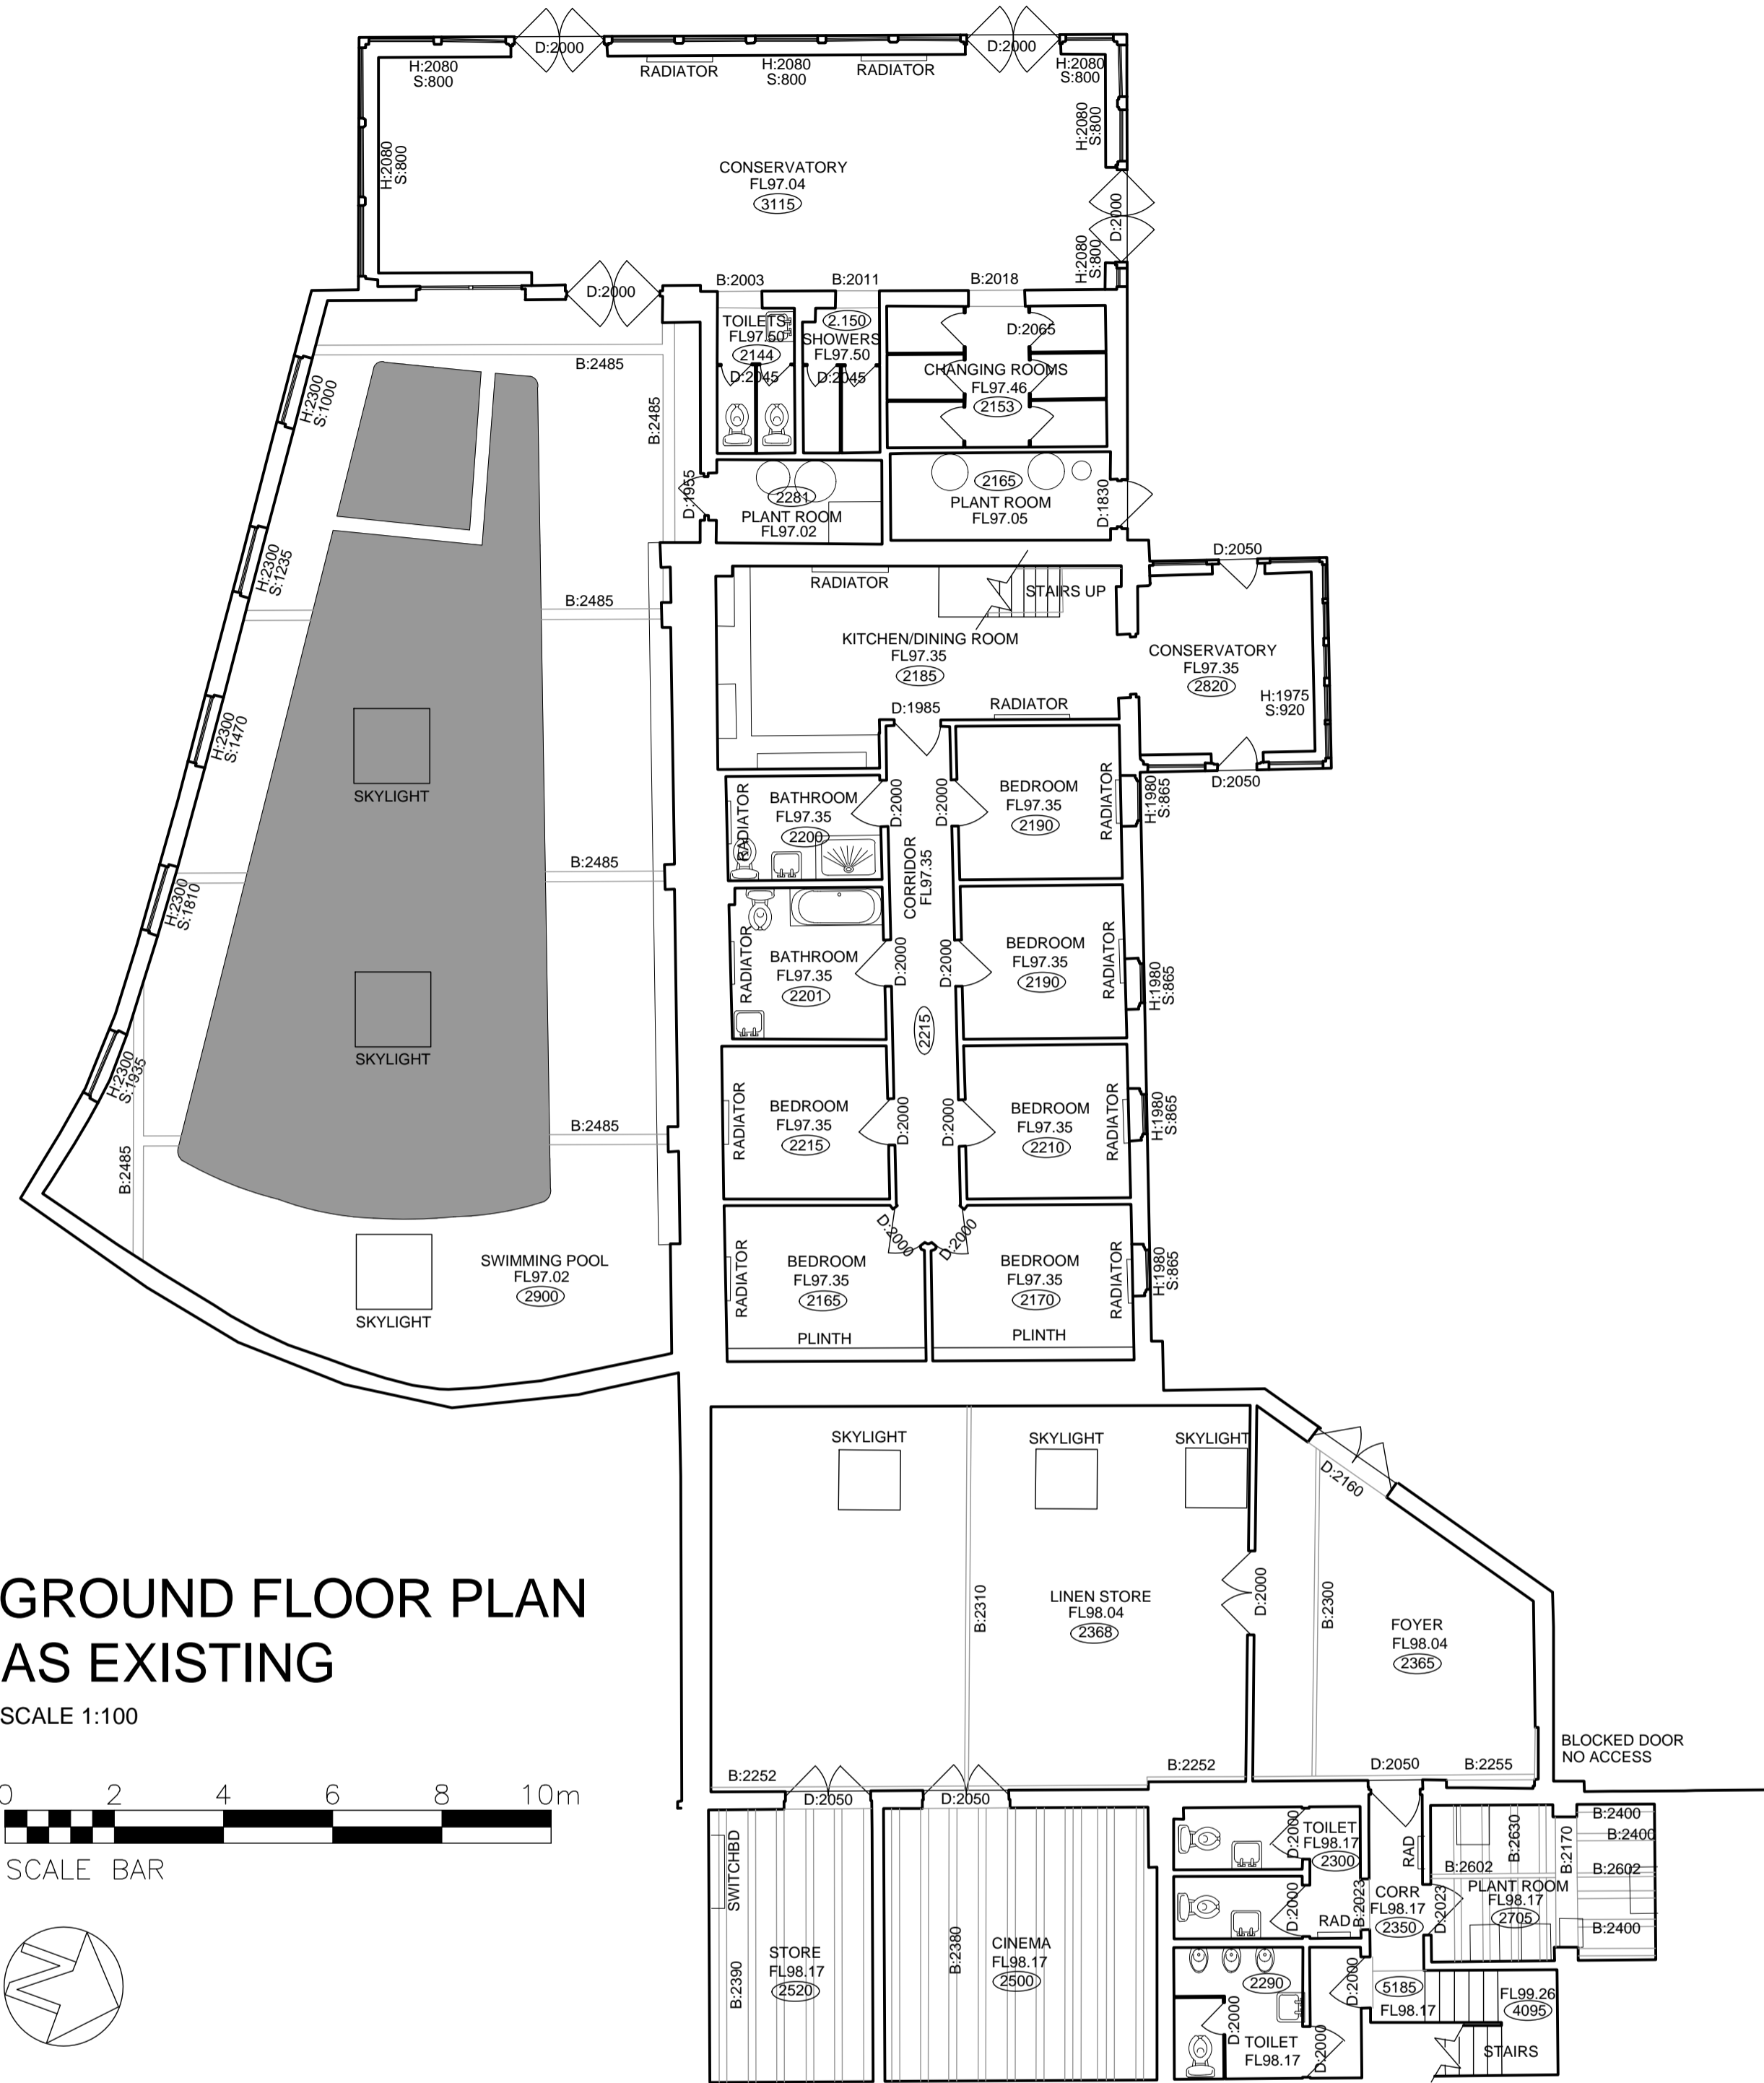 D:2000
D:2000
H:2080
S:800
RADIATOR
H:2080
S:800
RADIATOR
H:2080
S:800
H:2080
S:800
H:2080
S:800
CONSERVATORY
FL97.04
3115
D:2000
H:2080
S:800
D:2000
B:2003
B:2011
B:2018
TOILETS
FL97.50
2144
D:2045
2.150
SHOWERS
FL97.50
D:2045
D:2065
CHANGING ROOMS
FL97.46
2153
B:2485
B:2485
H:2300
S:1000
D:1955
2281
PLANT ROOM
FL97.02
2165
PLANT ROOM
FL97.05
D:1830
H:2300
S:1235
B:2485
RADIATOR
STAIRS UP
D:2050
KITCHEN/DINING ROOM
FL97.35
2185
CONSERVATORY
FL97.35
2820
H:1975
S:920
D:2050
H:2300
S:1470
D:1985
RADIATOR
SKYLIGHT
RADIATOR
BATHROOM
FL97.35
2200
D:2000
D:2000
BEDROOM
FL97.35
2190
RADIATOR
H:1980
S:865
H:2300
S:1810
B:2485
CORRIDOR
FL97.35
RADIATOR
BATHROOM
FL97.35
2201
D:2000
D:2000
BEDROOM
FL97.35
2190
RADIATOR
H:1980
S:865
2215
SKYLIGHT
H:2300
S:1935
B:2485
B:2485
RADIATOR
BEDROOM
FL97.35
2215
D:2000
D:2000
BEDROOM
FL97.35
2210
RADIATOR
H:1980
S:865
D:2000
D:2000
SWIMMING POOL
FL97.02
2900
SKYLIGHT
RADIATOR
BEDROOM
FL97.35
2165
PLINTH
BEDROOM
FL97.35
2170
PLINTH
RADIATOR
H:1980
S:865
SKYLIGHT
SKYLIGHT
SKYLIGHT
D:2160
B:2310
LINEN STORE
FL98.04
2368
D:2000
B:2300
FOYER
FL98.04
2365
GROUND FLOOR PLAN
AS EXISTING
SCALE 1:100
0 2 4 6 8 10m
SCALE BAR
BLOCKED DOOR
NO ACCESS
B:2252
D:2050
D:2050
B:2252
D:2050
B:2255
SWITCHBD
B:2390
STORE
FL98.17
2520
B:2380
CINEMA
FL98.17
2500
D:2000
TOILET
FL98.17
2300
D:2000
RAD
B:2023
RAD
CORR
FL98.17
2350
D:2023
B:2602
B:2630
PLANT ROOM
FL98.17
2705
B:2170
B:2400
B:2400
B:2602
B:2400
2290
D:2000
TOILET
FL98.17
D:2000
D:2000
5185
FL98.17
FL99.26
4095
STAIRS